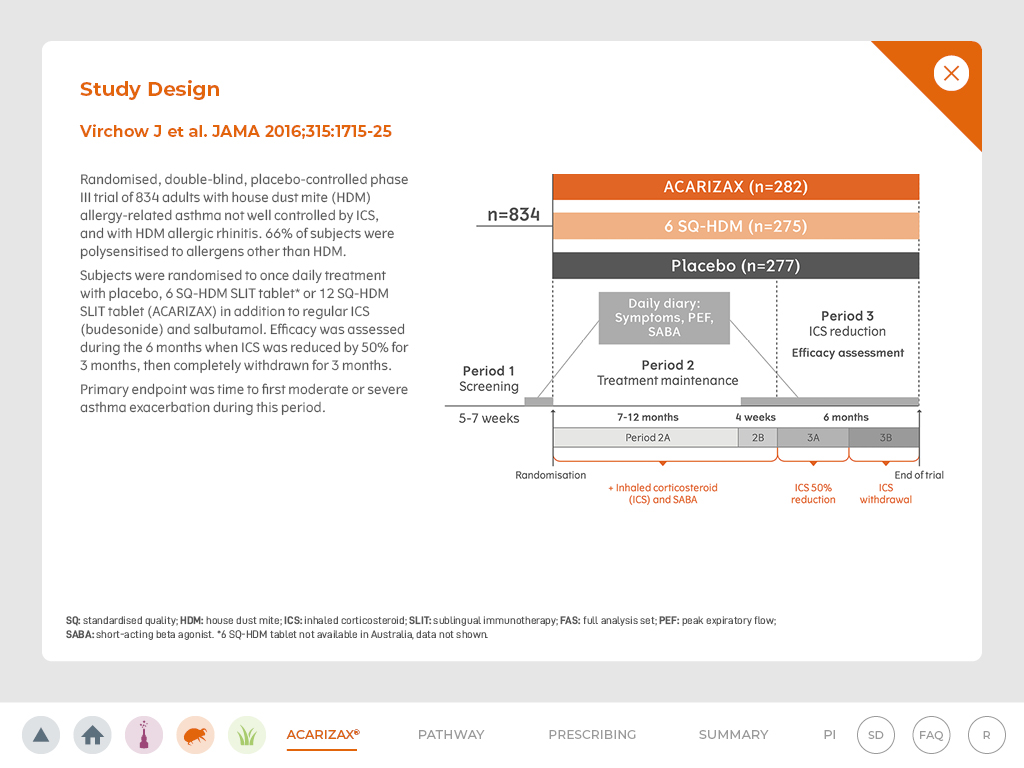 Study Design
Virchow J et al. JAMA 2016;315:1715-25
Randomised, double-blind, placebo-controlled phase
III trial of 834 adults with house dust mite (HDM)
allergy-related asthma not well controlled by ICS,
and with HDM allergic rhinitis. 66% of subjects were
polysensitised to allergens other than HDM.
Subjects were randomised to once daily treatment
with placebo, 6 SQ-HDM SLIT tablet* or 12 SQ-HDM
SLIT tablet (ACARIZAX) in addition to regular ICS
(budesonide) and salbutamol. Efficacy was assessed
during the 6 months when ICS was reduced by 50% for
3 months, then completely withdrawn for 3 months.
Primary endpoint was time to first moderate or severe
asthma exacerbation during this period.
n=834
ACARIZAX (n=282)
6 SQ-HDM (n=275)
Placebo (n=277)
Daily diary:
Symptoms, PEF,
SABA
Period 3
ICS reduction
Efficacy assessment
Period 2
Treatment maintenance
Period 1
Screening
5-7 weeks
7-12 months
4 weeks
6 months
Period 2A
2B
3A
3B
Randomisation
End of trial
+ Inhaled corticosteroid
(ICS) and SABA
ICS 50%
reduction
ICS
withdrawal
SQ: standardised quality; HDM: house dust mite; ICS: inhaled corticosteroid; SLIT: sublingual immunotherapy; FAS: full analysis set; PEF: peak expiratory flow;
SABA: short-acting beta agonist. *6 SQ-HDM tablet not available in Australia, data not shown.
ACARIZAX®
PATHWAY
PRESCRIBING
SUMMARY
PI
SD
FAQ
R